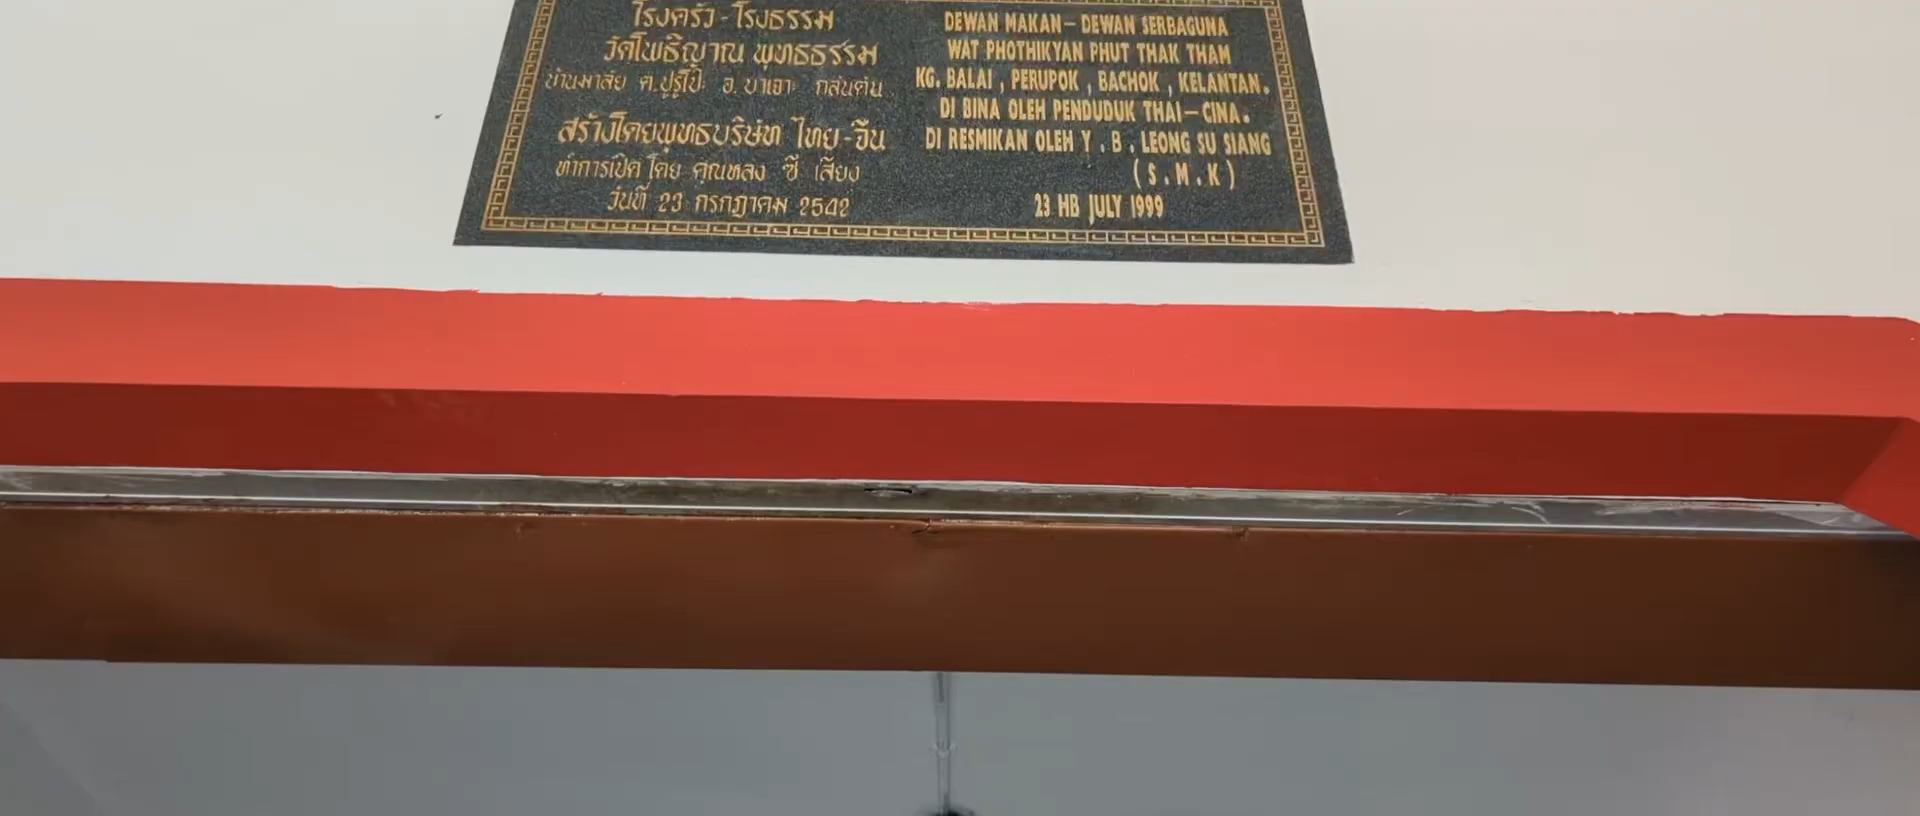 โรงครัว-โรงธรรม
วัดโพธิญาณ พุทธธรรม
บ้านมาลัย ต.ปูรูโป๊ะ อ.บาเจาะ กลันตัน
สร้างโดยพุทธบริษัท ไทย-จีน
ทำการเปิดโดย คุณหลง ซี เสียง
วันที่ 23 กรกฎาคม 2542
DEWAN MAKAN-DEWAN SERBAGUNA
WAT PHOTHIKYAN PHUT THAK THAM
KG. BALAI, PERUPOK, BACHOK, KELANTAN.
DI BINA OLEH PENDUDUK THAI-CINA.
DI RESMIKAN OLEH Y.B. LEONG SU SIANG
(S.M.K)
23 HB JULY 1999